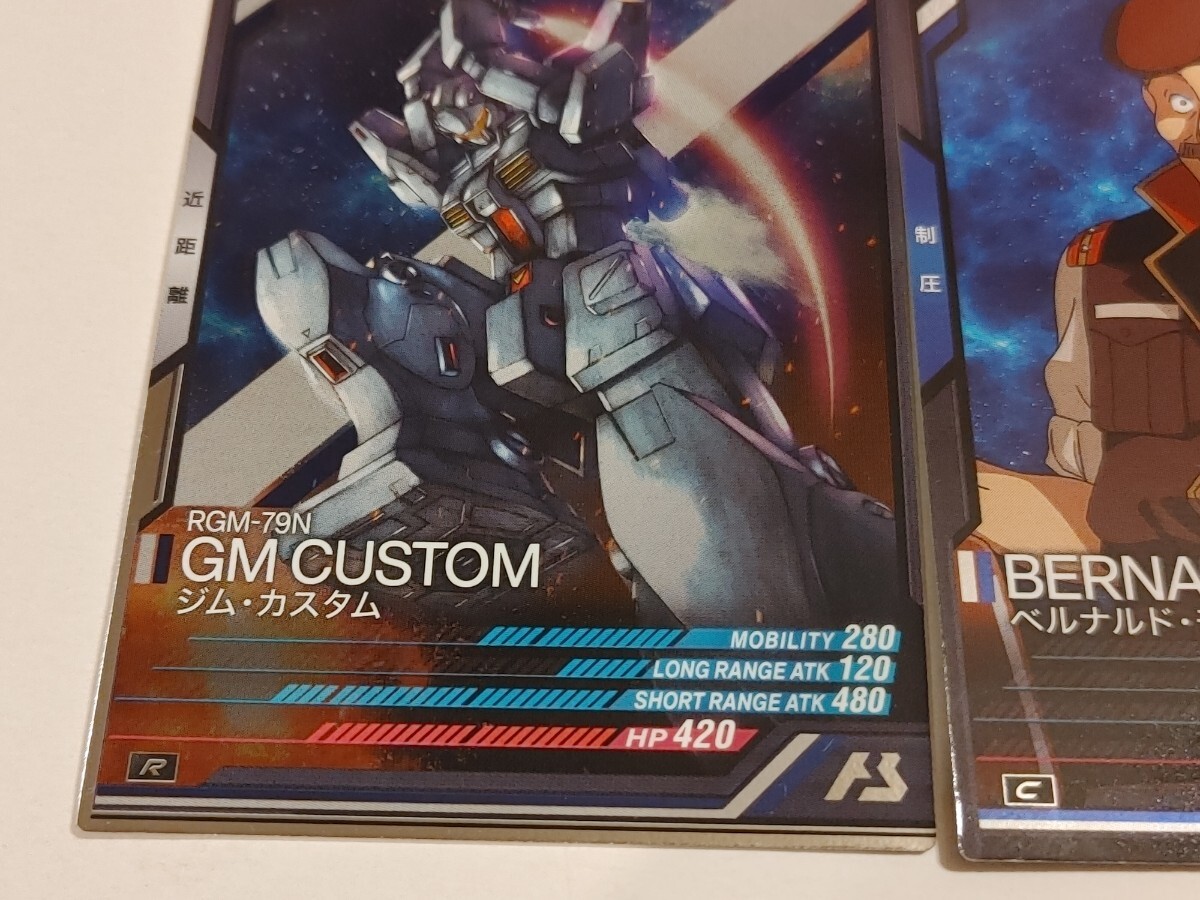 近距離
RGM-79N
GM CUSTOM
ジム・カスタム
MOBILITY 280
LONG RANGE ATK 120
SHORT RANGE ATK 480
HP 420
R
制圧
BERNA
ベルナルド・
C